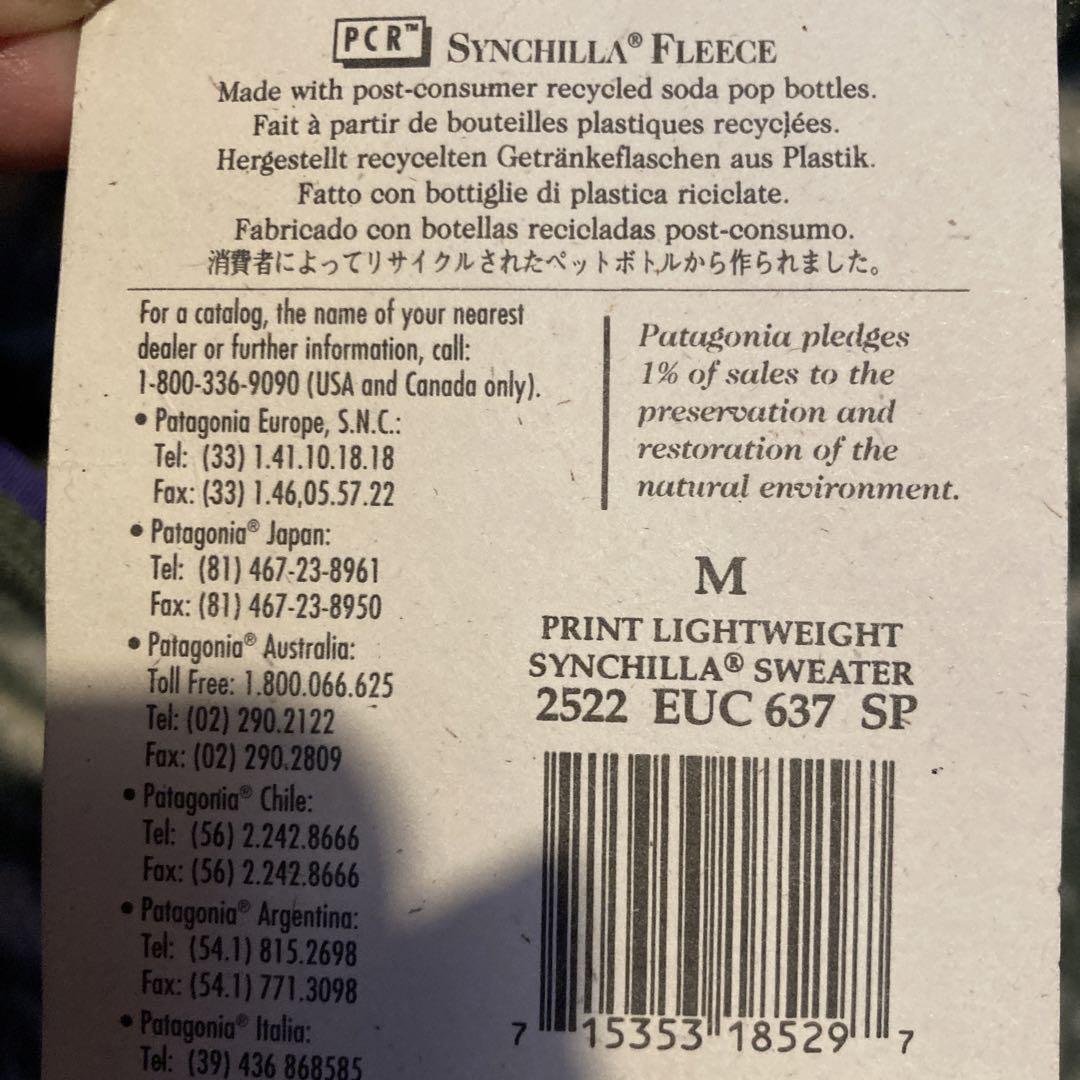 PCR™ SYNCHILLA® FLEECE
Made with post-consumer recycled soda pop bottles.
Fait à partir de bouteilles plastiques recyclées.
Hergestellt recycelten Getränkeflaschen aus Plastik.
Fatto con bottiglie di plastica riciclate.
Fabricado con botellas recicladas post-consumo.
消費者によってリサイクルされたペットボトルから作られました。
For a catalog, the name of your nearest
dealer or further information, call:
1-800-336-9090 (USA and Canada only).
• Patagonia Europe, S.N.C.:
Tel: (33) 1.41.10.18.18
Fax: (33) 1.46,05.57.22
• Patagonia® Japan:
Tel: (81) 467-23-8961
Fax: (81) 467-23-8950
• Patagonia® Australia:
Toll Free: 1.800.066.625
Tel: (02) 290.2122
Fax: (02) 290.2809
• Patagonia® Chile:
Tel: (56) 2.242.8666
Fax: (56) 2.242.8666
• Patagonia® Argentina:
Tel: (54.1) 815.2698
Fax: (54.1) 771.3098
• Patagonia® Italia:
Tel: (39) 436 868585
Patagonia pledges
1% of sales to the
preservation and
restoration of the
natural environment.
M
PRINT LIGHTWEIGHT
SYNCHILLA® SWEATER
2522 EUC 637 SP
7 15353 18529 7